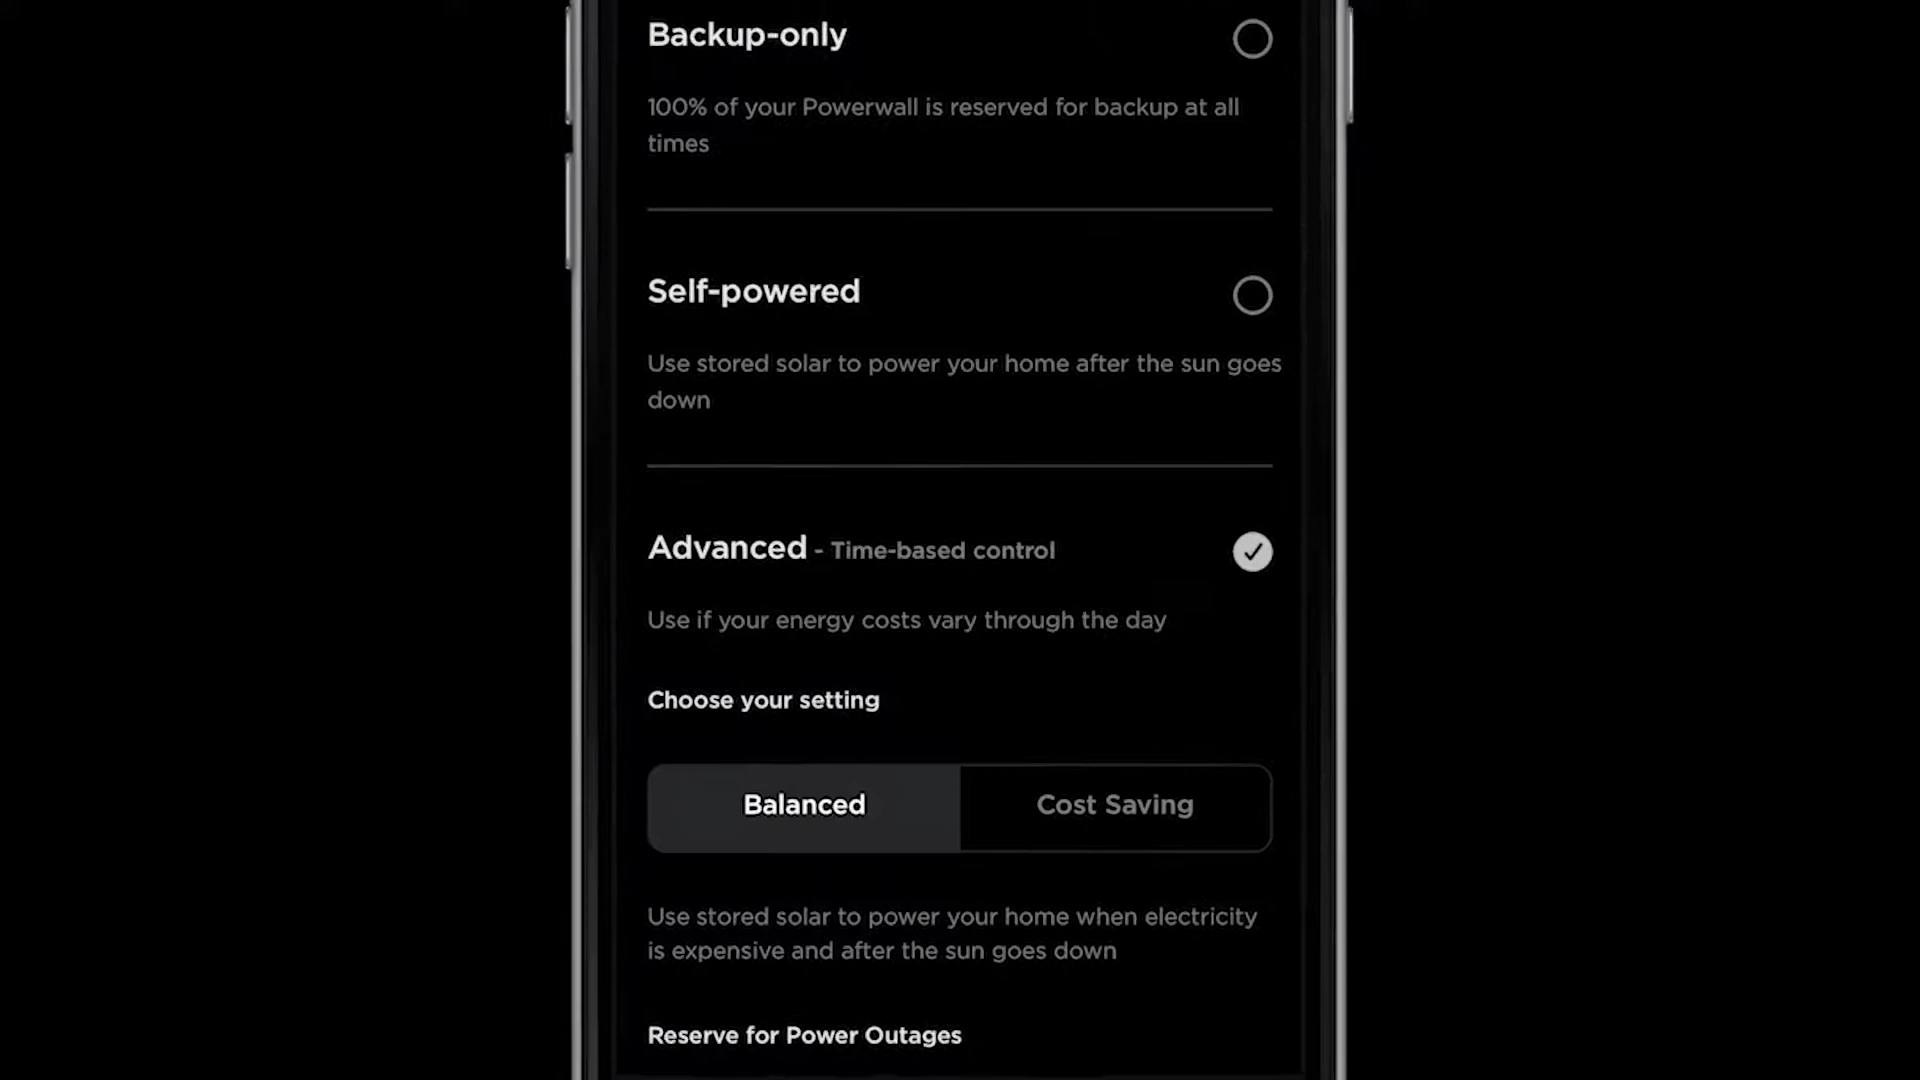 Backup-only
100% of your Powerwall is reserved for backup at all
times
Self-powered
Use stored solar to power your home after the sun goes
down
Advanced - Time-based control
Use if your energy costs vary through the day
Choose your setting
Balanced
Cost Saving
Use stored solar to power your home when electricity
is expensive and after the sun goes down
Reserve for Power Outages